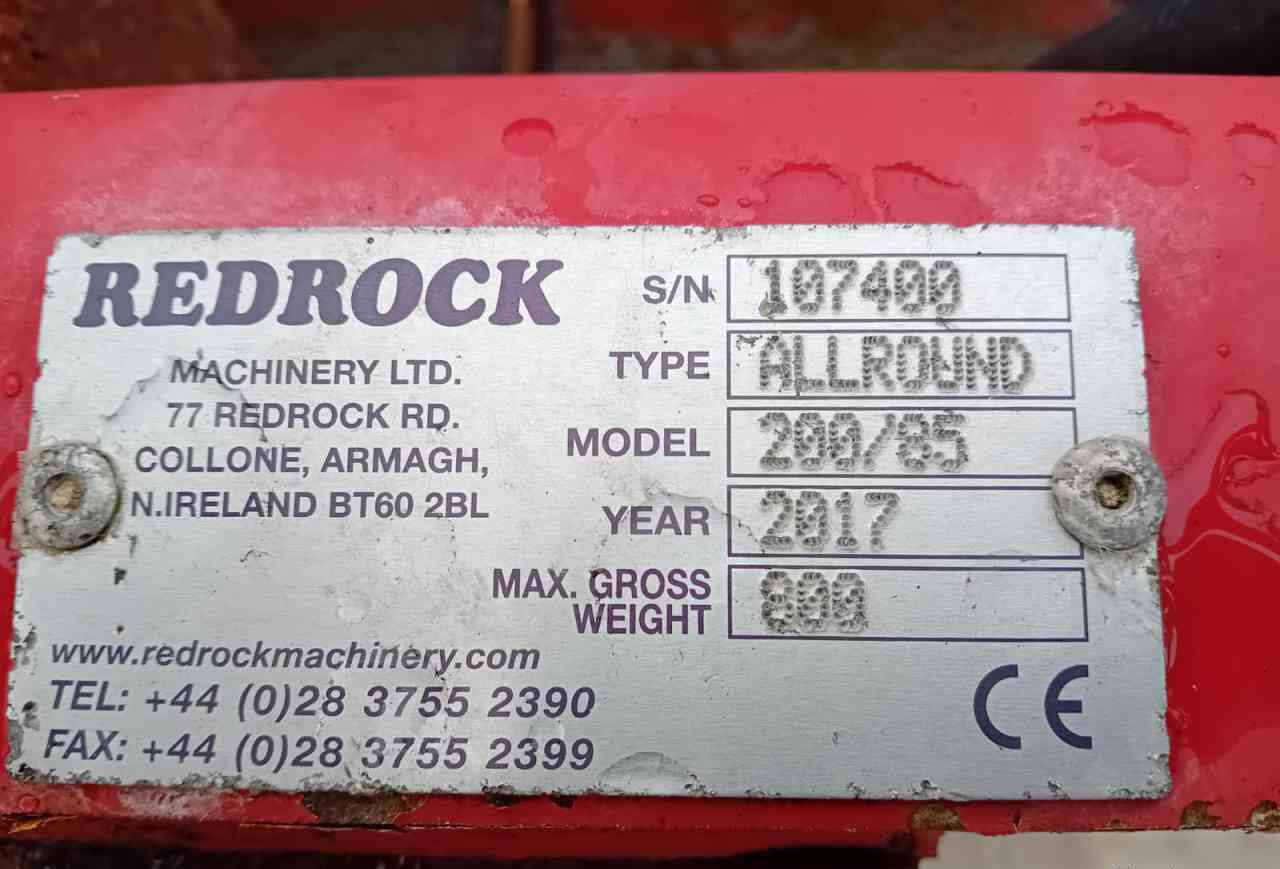 REDROCK
MACHINERY LTD.
77 REDROCK RD.
COLLONE, ARMAGH,
N.IRELAND BT60 2BL
www.redrockmachinery.com
TEL: +44 (0)28 3755 2390
FAX: +44 (0)28 3755 2399
S/N 107400
TYPE ALLROUND
MODEL 200/85
YEAR 2017
MAX. GROSS
WEIGHT 800
CE